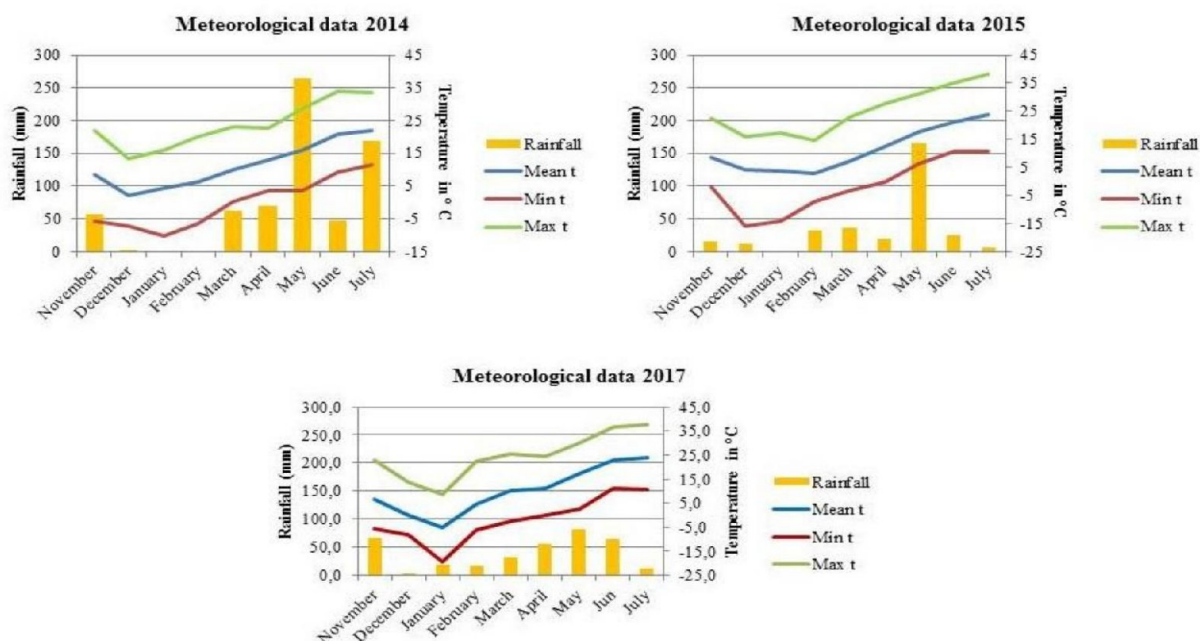 Meteorological data 2014
300
250
200
150
100
50
0
Rainfall (mm)
45
35
25
15
5
-5
-15
Temperature in °C
November
December
January
February
March
April
May
June
July
Rainfall
Mean t
Min t
Max t
Meteorological data 2015
300
250
200
150
100
50
0
Rainfall (mm)
45
35
25
15
5
-5
-15
-25
Temperature in °C
November
December
January
February
March
April
May
June
July
Rainfall
Mean t
Min t
Max t
Meteorological data 2017
300,0
250,0
200,0
150,0
100,0
50,0
0,0
Rainfall (mm)
45,0
35,0
25,0
15,0
5,0
-5,0
-15,0
-25,0
Temperature in °C
November
December
January
February
March
April
May
Jun
July
Rainfall
Mean t
Min t
Max t